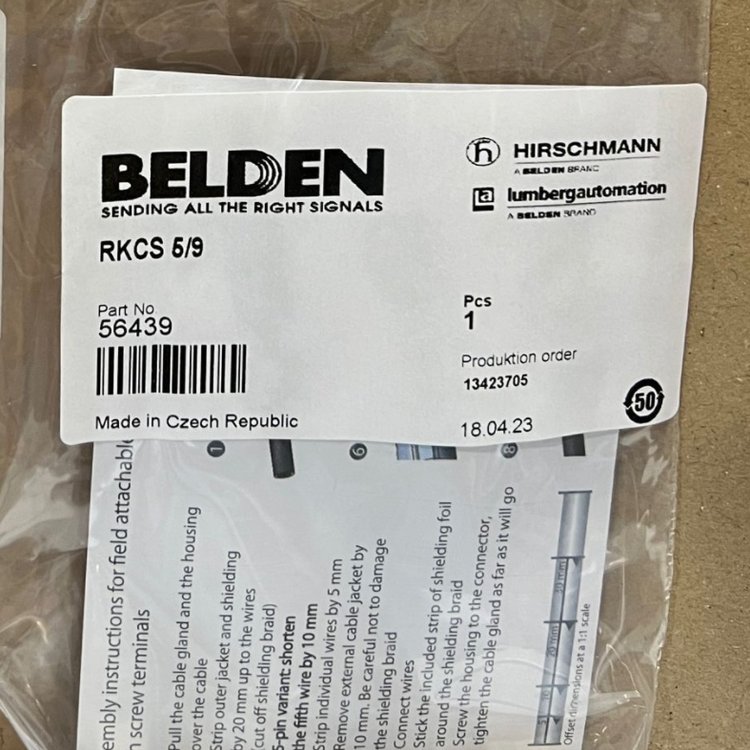 BELDEN
SENDING ALL THE RIGHT SIGNALS
HIRSCHMANN
A BELDEN BRAND
lumbergautomation
A BELDEN BRAND
RKCS 5/9
Part No
56439
Pcs
1
Produktion order
13423705
Made in Czech Republic
18.04.23
50
embly instructions for field attachable
n screw terminals
1
Pull the cable gland and the housing
over the cable
Strip outer jacket and shielding
by 20 mm up to the wires
(cut off shielding braid)
5-pin variant: shorten
the fifth wire by 10 mm
Strip individual wires by 5 mm
Remove external cable jacket by
10 mm. Be careful not to damage
the shielding braid
Connect wires
Stick the included strip of shielding foil
around the shielding braid
Screw the housing to the connector,
tighten the cable gland as far as it will go
6
8
10 mm
20 mm
5 mm
Offset dimensions at a 1:1 scale